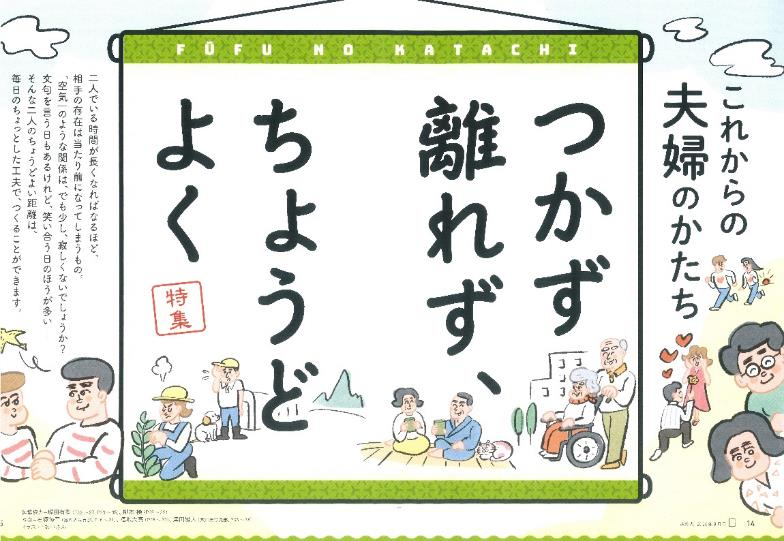 これからの
夫婦のかたち
FŪFU NO KATACHI
つかず
離れず、
ちょうど
よく
特集
二人でいる時間が長くなればなるほど、
相手の存在は当たり前になってしまうもの。
「空気」のような関係は、でも少し、寂しくないでしょうか?
文句を言う日もあるけれど、笑い合う日のほうが多い
そんな二人のちょうどよい距離は、
毎日のちょっとした工夫で、つくることができます。
14